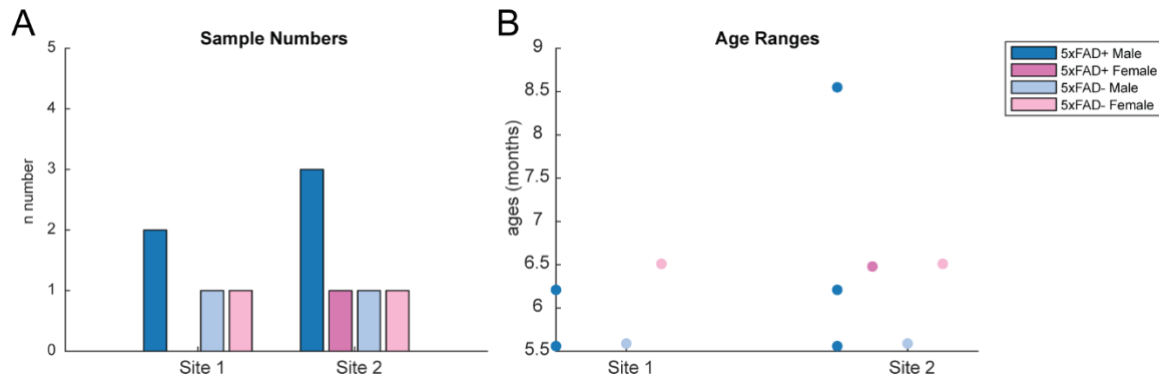 A
Sample Numbers
n number
5
4
3
2
1
0
Site 1
Site 2
B
Age Ranges
ages (months)
9
8.5
8
7.5
7
6.5
6
5.5
Site 1
Site 2
5xFAD+ Male
5xFAD+ Female
5xFAD- Male
5xFAD- Female